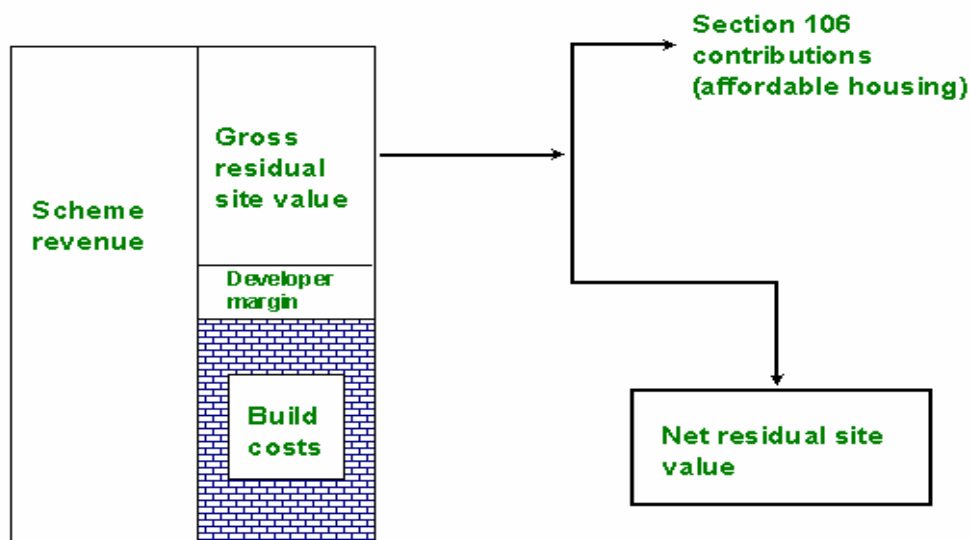 Section 106
contributions
(affordable housing)
Gross
residual
site value
Scheme
revenue
Developer
margin
Build
costs
Net residual site
value